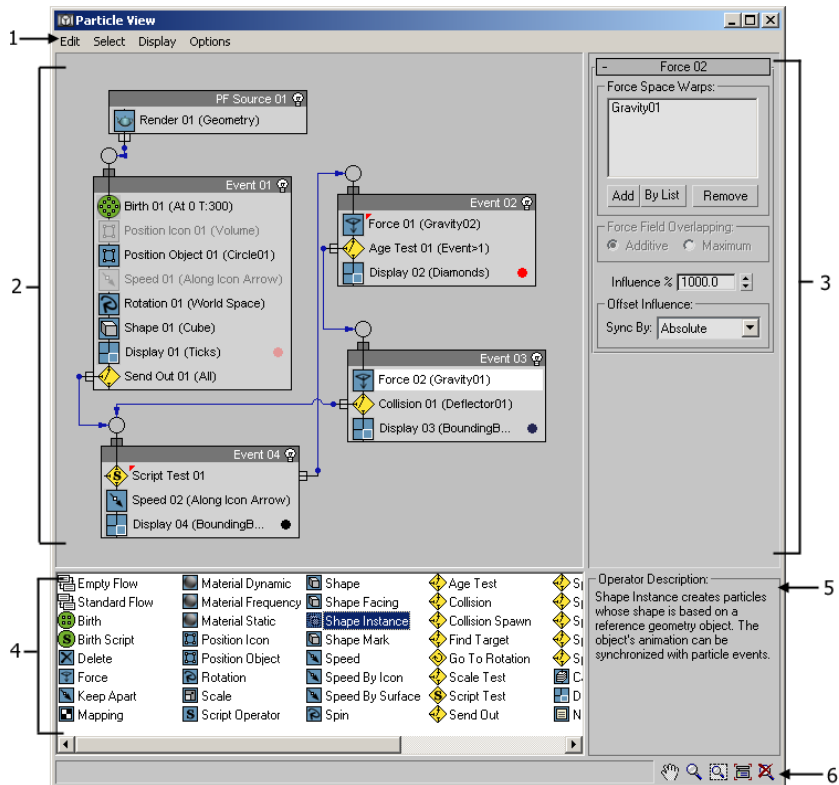 Particle View
1
Edit Select Display Options
2
PF Source 01
Render 01 (Geometry)
Event 01
Birth 01 (At 0 T:300)
Position Icon 01 (Volume)
Position Object 01 (Circle01)
Speed 01 (Along Icon Arrow)
Rotation 01 (World Space)
Shape 01 (Cube)
Display 01 (Ticks)
Send Out 01 (All)
Event 02
Force 01 (Gravity02)
Age Test 01 (Event>1)
Display 02 (Diamonds)
Event 03
Force 02 (Gravity01)
Collision 01 (Deflector01)
Display 03 (BoundingB...
Event 04
S Script Test 01
Speed 02 (Along Icon Arrow)
Display 04 (BoundingB...
3
- Force 02
Force Space Warps:
Gravity01
Add By List Remove
Force Field Overlapping:
Additive Maximum
Influence % 1000.0
Offset Influence:
Sync By: Absolute
4
Empty Flow
Standard Flow
Birth
S Birth Script
Delete
Force
Keep Apart
Mapping
Material Dynamic
Material Frequency
Material Static
Position Icon
Position Object
Rotation
Scale
S Script Operator
Shape
Shape Facing
Shape Instance
Shape Mark
Speed
Speed By Icon
Speed By Surface
Spin
Age Test
Collision
Collision Spawn
Find Target
Go To Rotation
Scale Test
S Script Test
Send Out
5
Operator Description:
Shape Instance creates particles
whose shape is based on a
reference geometry object. The
object's animation can be
synchronized with particle events.
6